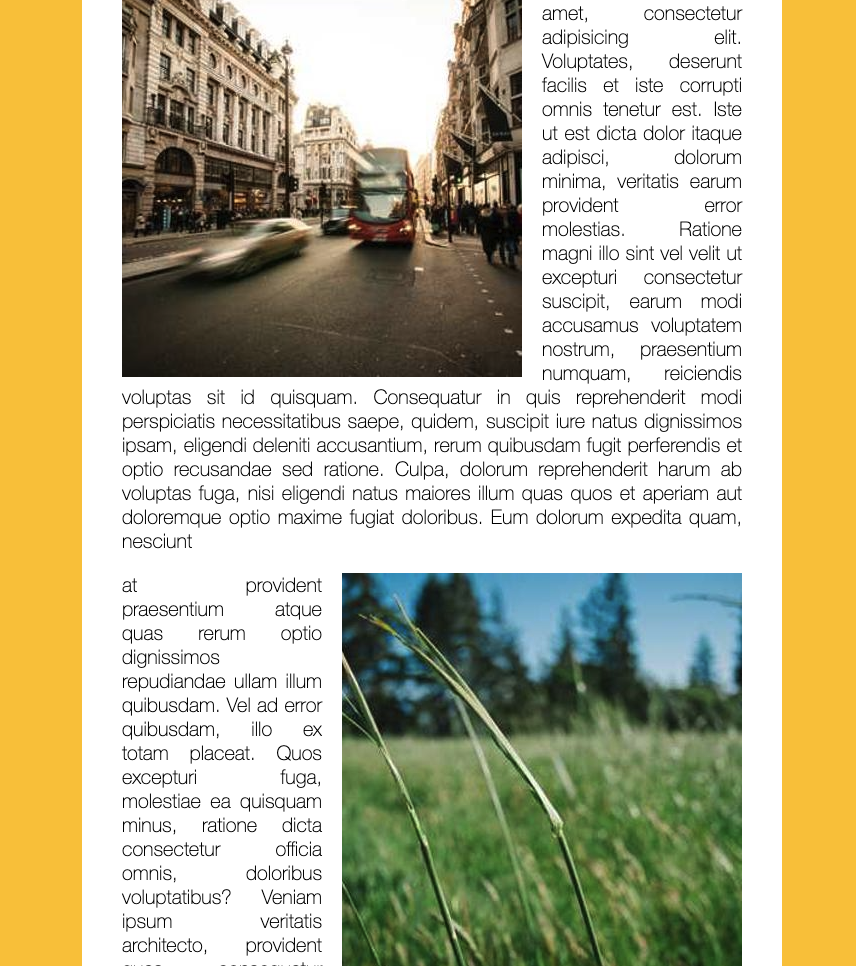 amet, consectetur
adipisicing elit.
Voluptates, deserunt
facilis et iste corrupti
omnis tenetur est. Iste
ut est dicta dolor itaque
adipisci, dolorum
minima, veritatis earum
provident error
molestias. Ratione
magni illo sint vel velit ut
excepturi consectetur
suscipit, earum modi
accusamus voluptatem
nostrum, praesentium
numquam, reiciendis
voluptas sit id quisquam. Consequatur in quis reprehenderit modi
perspiciatis necessitatibus saepe, quidem, suscipit iure natus dignissimos
ipsam, eligendi deleniti accusantium, rerum quibusdam fugit perferendis et
optio recusandae sed ratione. Culpa, dolorum reprehenderit harum ab
voluptas fuga, nisi eligendi natus maiores illum quas quos et aperiam aut
doloremque optio maxime fugiat doloribus. Eum dolorum expedita quam,
nesciunt
at provident
praesentium atque
quas rerum optio
dignissimos
repudiandae ullam illum
quibusdam. Vel ad error
quibusdam, illo ex
totam placeat. Quos
excepturi fuga,
molestiae ea quisquam
minus, ratione dicta
consectetur officia
omnis, doloribus
voluptatibus? Veniam
ipsum veritatis
architecto, provident